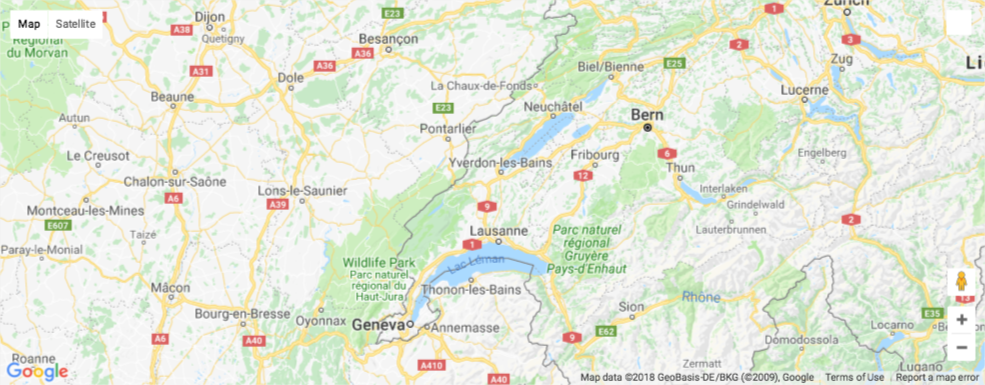 Map
Satellite
Dijon
Quetigny
A38
E23
1
Zürich
Régional
du Morvan
A36
Besançon
2
3
A31
A36
Dole
Biel/Bienne
E25
Zug
Beaune
La Chaux-de-Fonds
Lucerne
E23
Neuchâtel
Bern
Autun
Pontarlier
Le Creusot
Yverdon-les-Bains
Fribourg
6
Engelberg
Chalon-sur-Saône
Thun
12
Lons-le-Saunier
Interlaken
A6
A39
9
Grindelwald
Montceau-les-Mines
E607
Taizé
Lausanne
Parc naturel
régional
Gruyère
Pays-d'Enhaut
Lauterbrunnen
2
Paray-le-Monial
1
Lac Léman
Wildlife Park
Parc naturel
régional du
Haut-Jura
Mâcon
Thonon-les-Bains
Rhône
Sion
Bourg-en-Bresse
Oyonnax
Geneva
Annemasse
E62
E35
Locarno
A6
A40
9
Domodossola
Roanne
A410
Zermatt
Lugano
A40
Google
Map data ©2018 GeoBasis-DE/BKG (©2009), Google
Terms of Use
Report a map error